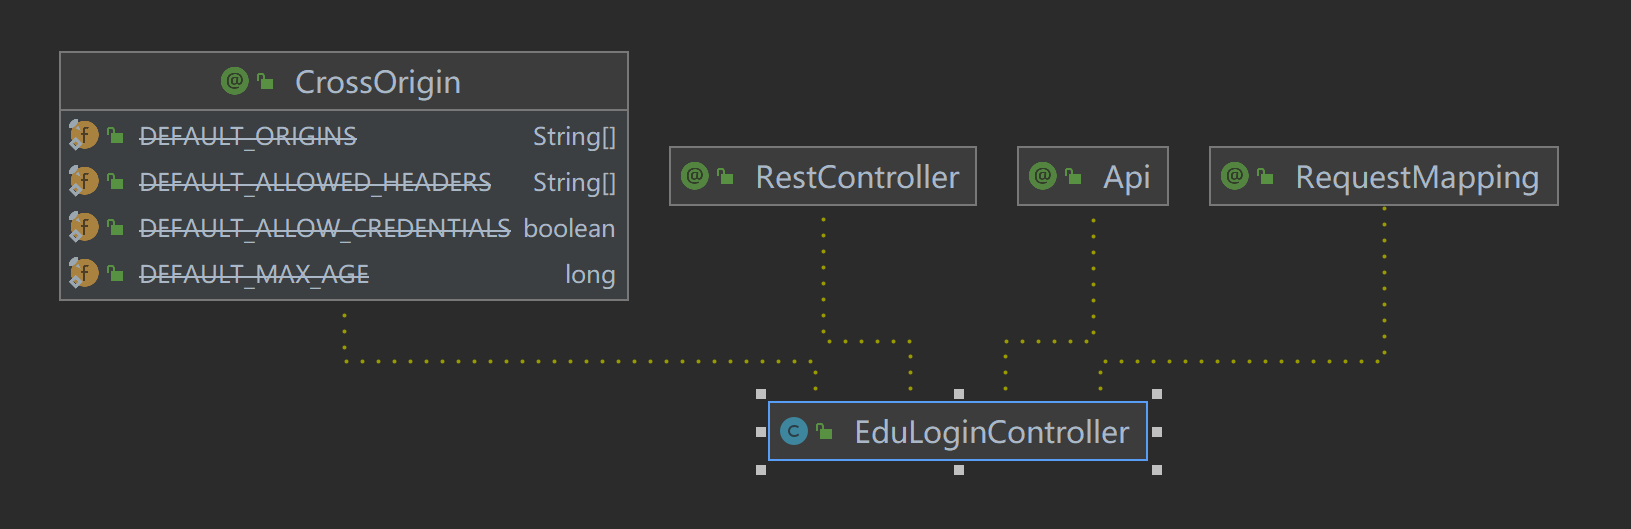 CrossOrigin
DEFAULT_ORIGINS String[]
DEFAULT_ALLOWED_HEADERS String[]
DEFAULT_ALLOW_CREDENTIALS boolean
DEFAULT_MAX_AGE long
RestController
Api
RequestMapping
EduLoginController